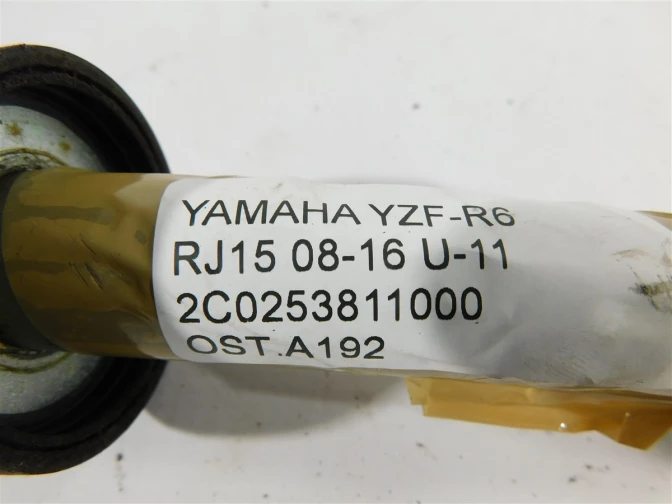 YAMAHA YZF-R6
RJ15 08-16 U-11
2C0253811000
OST.A192